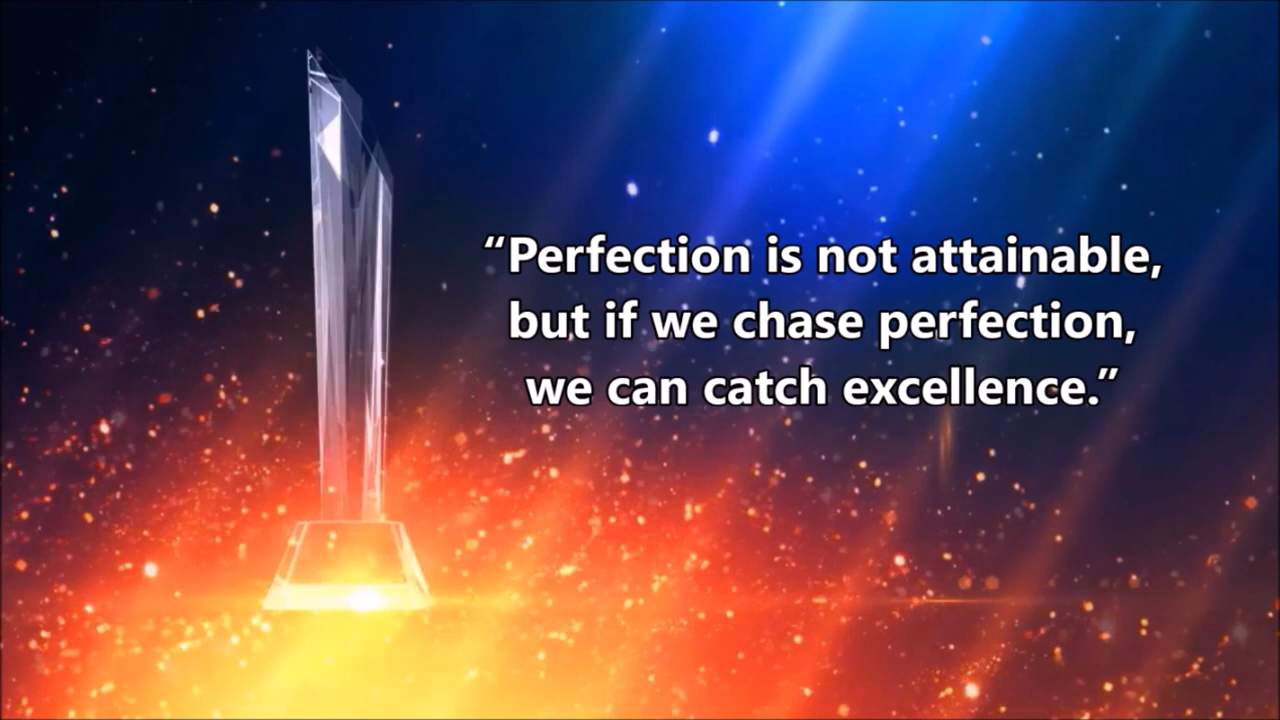 “Perfection is not attainable,
but if we chase perfection,
we can catch excellence.”